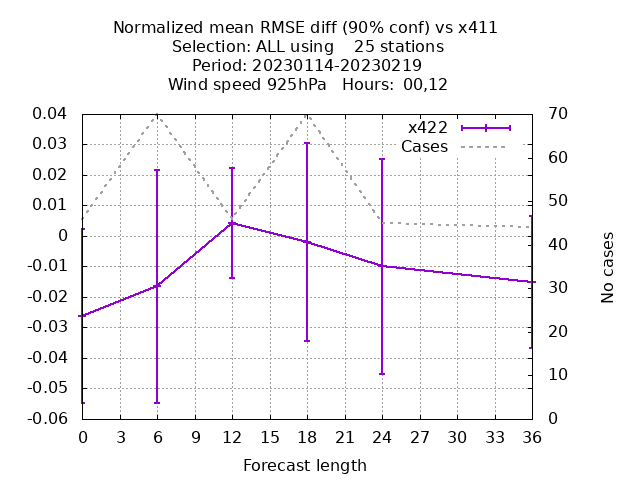 Normalized mean RMSE diff (90% conf) vs x411
Selection: ALL using    25 stations
Period: 20230114-20230219
Wind speed 925hPa   Hours:  00,12
x422
Cases
0.04
0.03
0.02
0.01
0
-0.01
-0.02
-0.03
-0.04
-0.05
-0.06
70
60
50
40
30
20
10
0
No cases
0 3 6 9 12 15 18 21 24 27 30 33 36
Forecast length